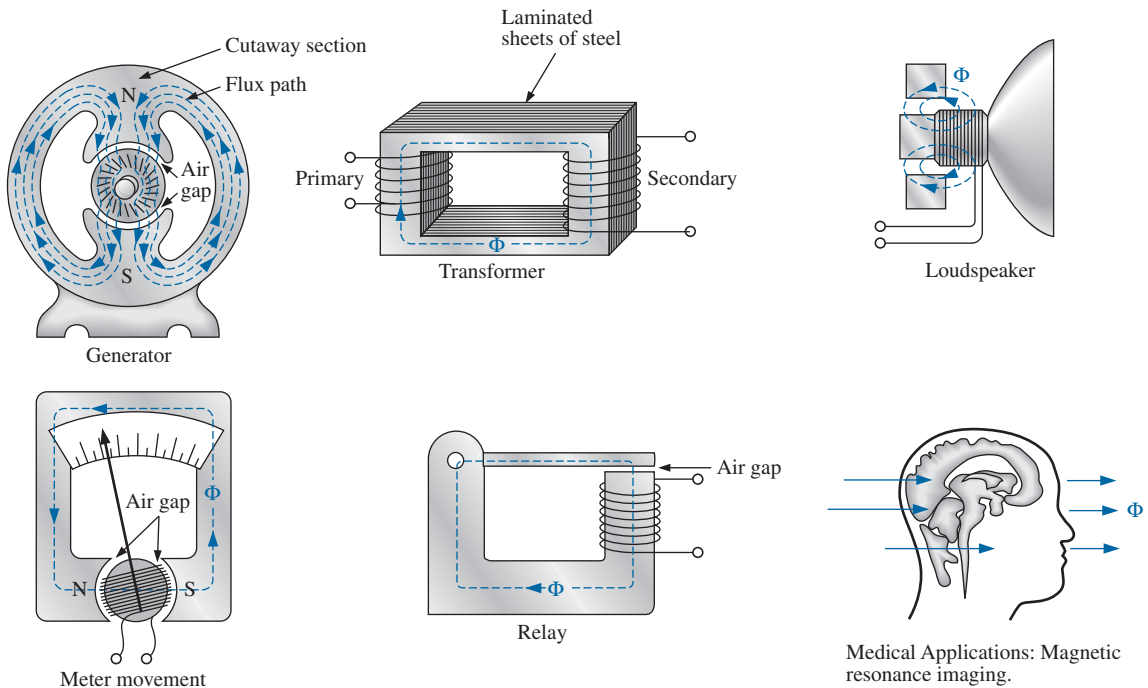 Cutaway section
Flux path
N
Air
gap
S
Generator
Laminated
sheets of steel
Primary
Secondary
Φ
Transformer
Φ
Loudspeaker
Φ
Air gap
N
S
Meter movement
Air gap
Φ
Relay
Φ
Medical Applications: Magnetic
resonance imaging.